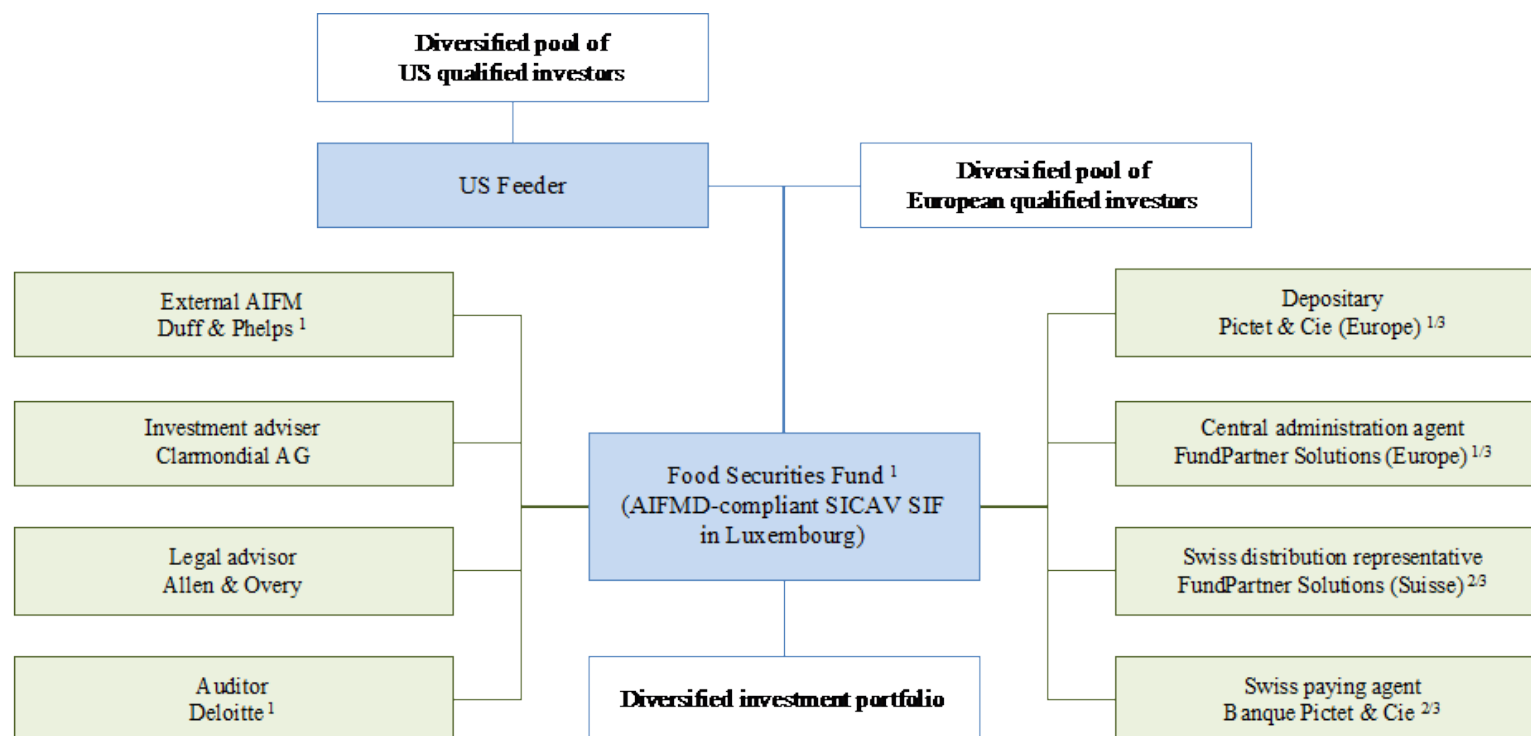 Diversified pool of
US qualified investors
US Feeder
Diversified pool of
European qualified investors
External AIFM
Duff & Phelps ¹
Investment adviser
Clarmondial AG
Legal advisor
Allen & Overy
Auditor
Deloitte ¹
Food Securities Fund ¹
(AIFMD-compliant SICAV SIF
in Luxembourg)
Diversified investment portfolio
Depositary
Pictet & Cie (Europe) ¹/³
Central administration agent
FundPartner Solutions (Europe) ¹/³
Swiss distribution representative
FundPartner Solutions (Suisse) ²/³
Swiss paying agent
Banque Pictet & Cie ²/³